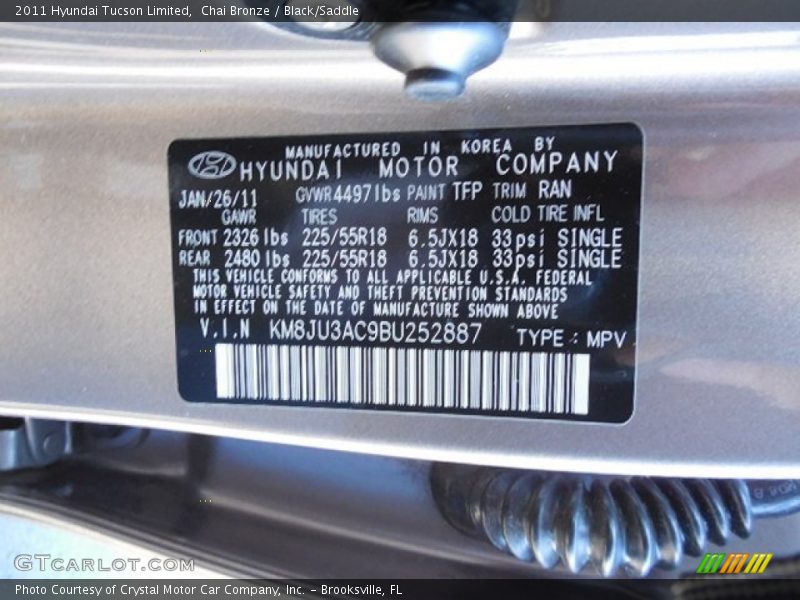 2011 Hyundai Tucson Limited,  Chai Bronze / Black/Saddle
MANUFACTURED IN KOREA BY
HYUNDAI MOTOR COMPANY
JAN/26/11 GVWR 4497 lbs PAINT TFP TRIM RAN
GAWR TIRES RIMS COLD TIRE INFL
FRONT 2326 lbs 225/55R18 6.5JX18 33psi SINGLE
REAR 2480 lbs 225/55R18 6.5JX18 33psi SINGLE
THIS VEHICLE CONFORMS TO ALL APPLICABLE U.S.A. FEDERAL
MOTOR VEHICLE SAFETY AND THEFT PREVENTION STANDARDS
IN EFFECT ON THE DATE OF MANUFACTURE SHOWN ABOVE
V.I.N KM8JU3AC9BU252887 TYPE : MPV
GTCARLOT.COM
Photo Courtesy of Crystal Motor Car Company, Inc. – Brooksville, FL